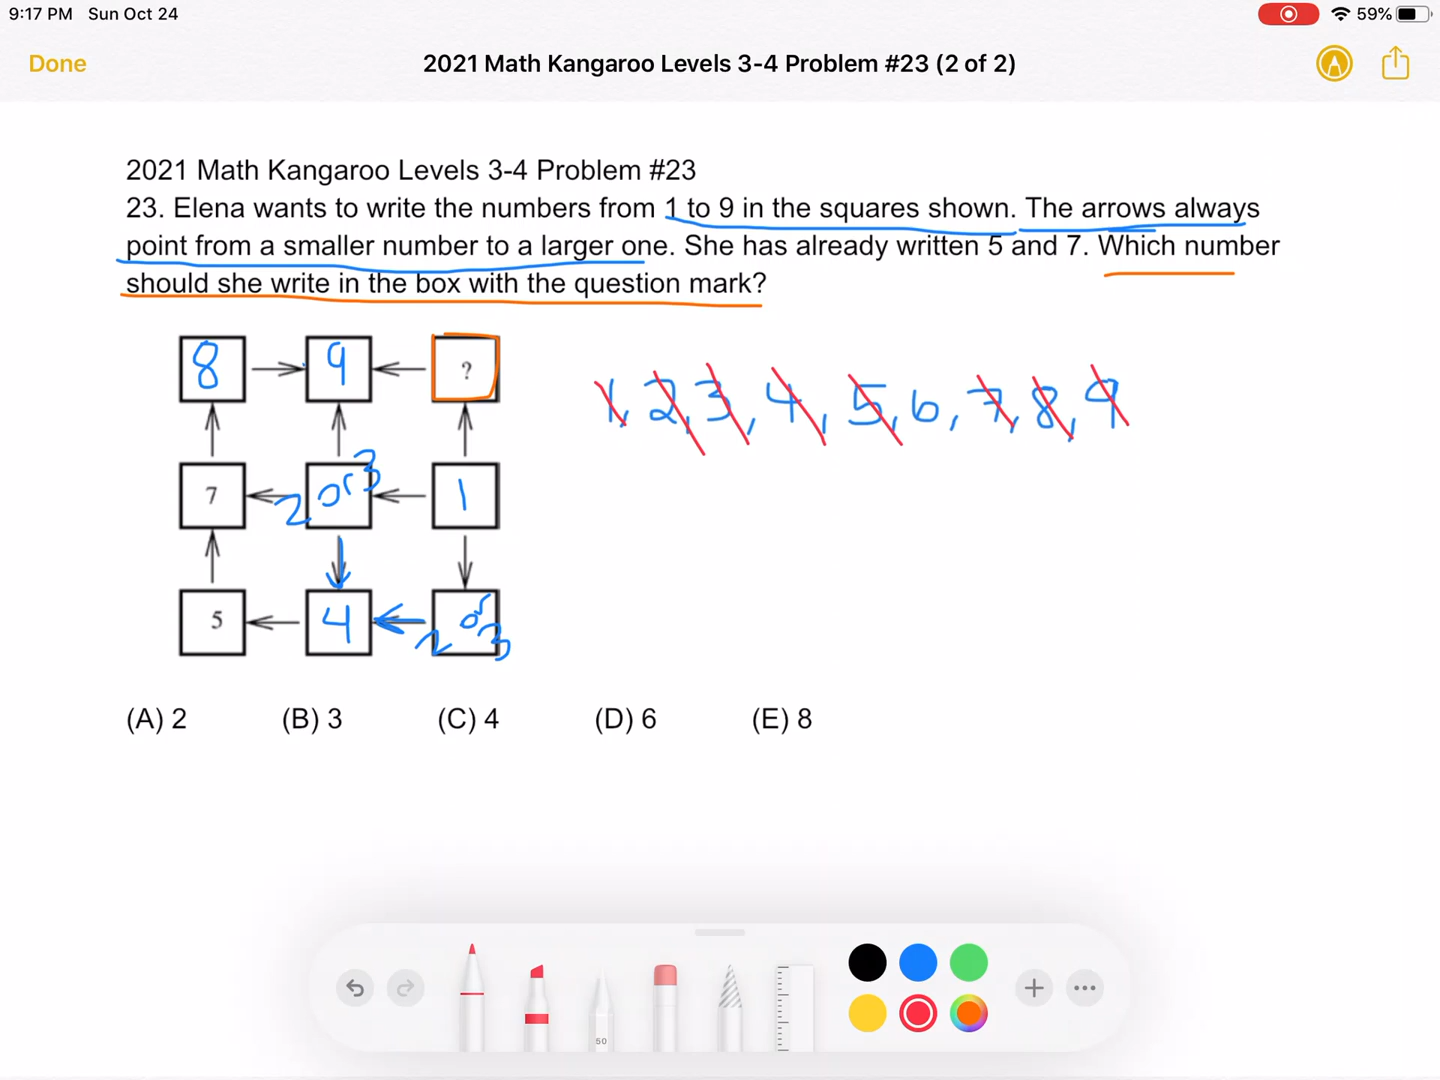 9:17 PM Sun Oct 24
59%
Done
2021 Math Kangaroo Levels 3-4 Problem #23 (2 of 2)
2021 Math Kangaroo Levels 3-4 Problem #23
23. Elena wants to write the numbers from 1 to 9 in the squares shown. The arrows always
point from a smaller number to a larger one. She has already written 5 and 7. Which number
should she write in the box with the question mark?
8 9 ?
1, 2, 3, 4, 5, 6, 7, 8, 9
7 2 or 3 1
5 4 2 or 3
(A) 2 (B) 3 (C) 4 (D) 6 (E) 8
50